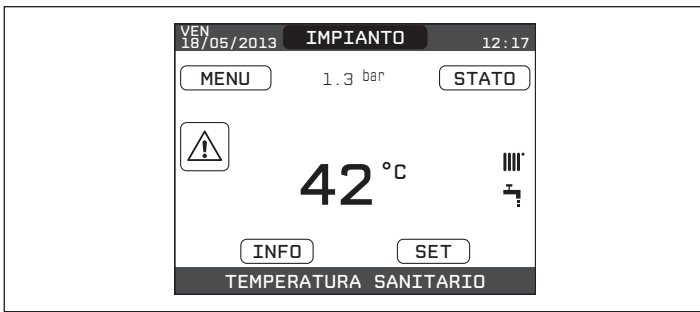 VEN
18/05/2013 IMPIANTO 12:17
MENU 1.3 bar STATO
42 °C
INFO SET
TEMPERATURA SANITARIO